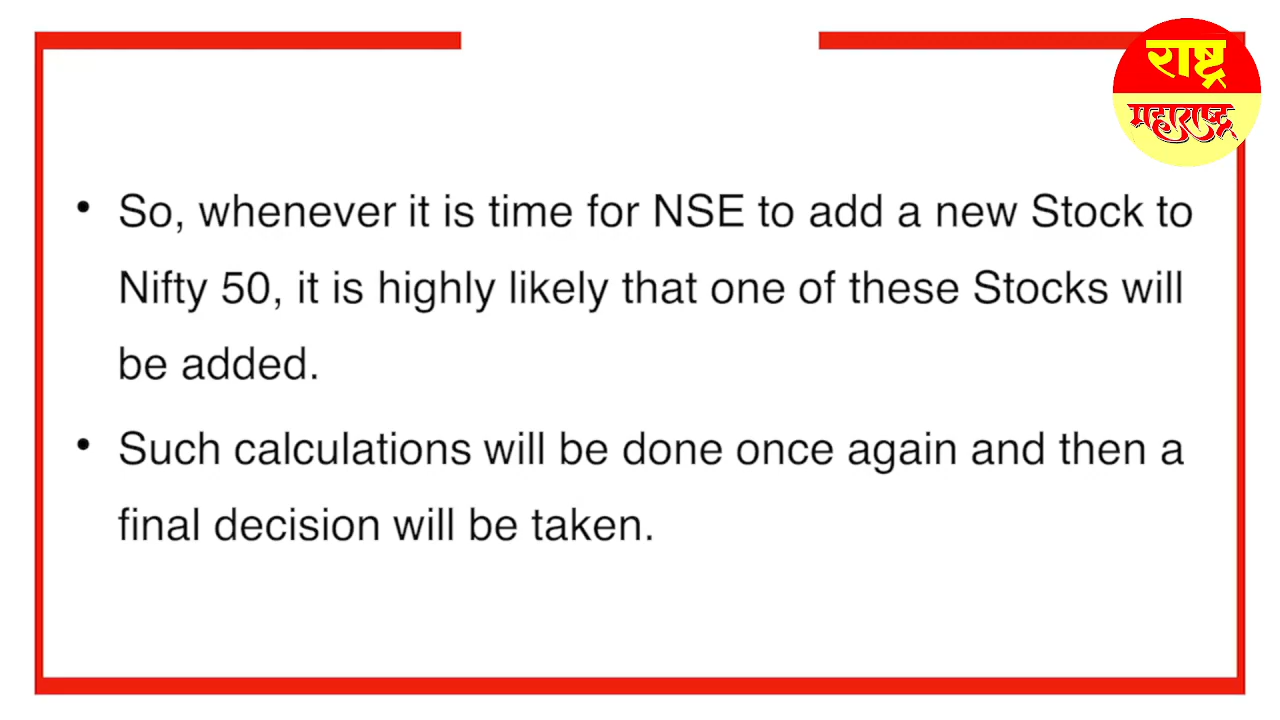 राष्ट्र
महाराष्ट्र
• So, whenever it is time for NSE to add a new Stock to
Nifty 50, it is highly likely that one of these Stocks will
be added.
• Such calculations will be done once again and then a
final decision will be taken.